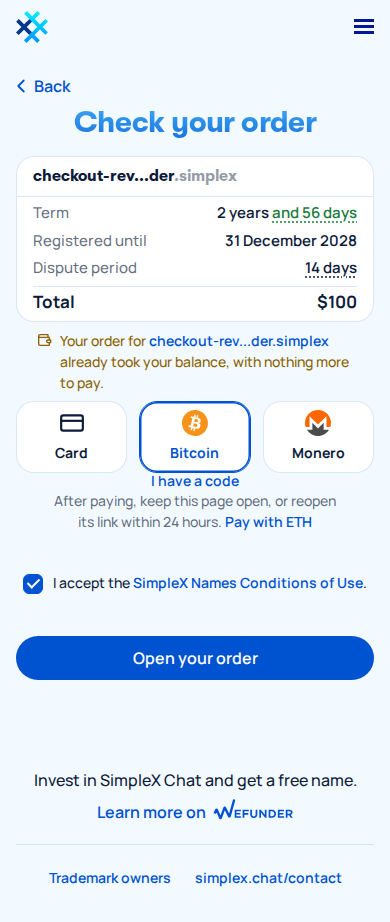 Back
Check your order
checkout-rev...der.simplex
Term 2 years and 56 days
Registered until 31 December 2028
Dispute period 14 days
Total $100
Your order for checkout-rev...der.simplex
already took your balance, with nothing more
to pay.
Card Bitcoin Monero
I have a code
After paying, keep this page open, or reopen
its link within 24 hours. Pay with ETH
I accept the SimpleX Names Conditions of Use.
Open your order
Invest in SimpleX Chat and get a free name.
Learn more on WEFUNDER
Trademark owners simplex.chat/contact